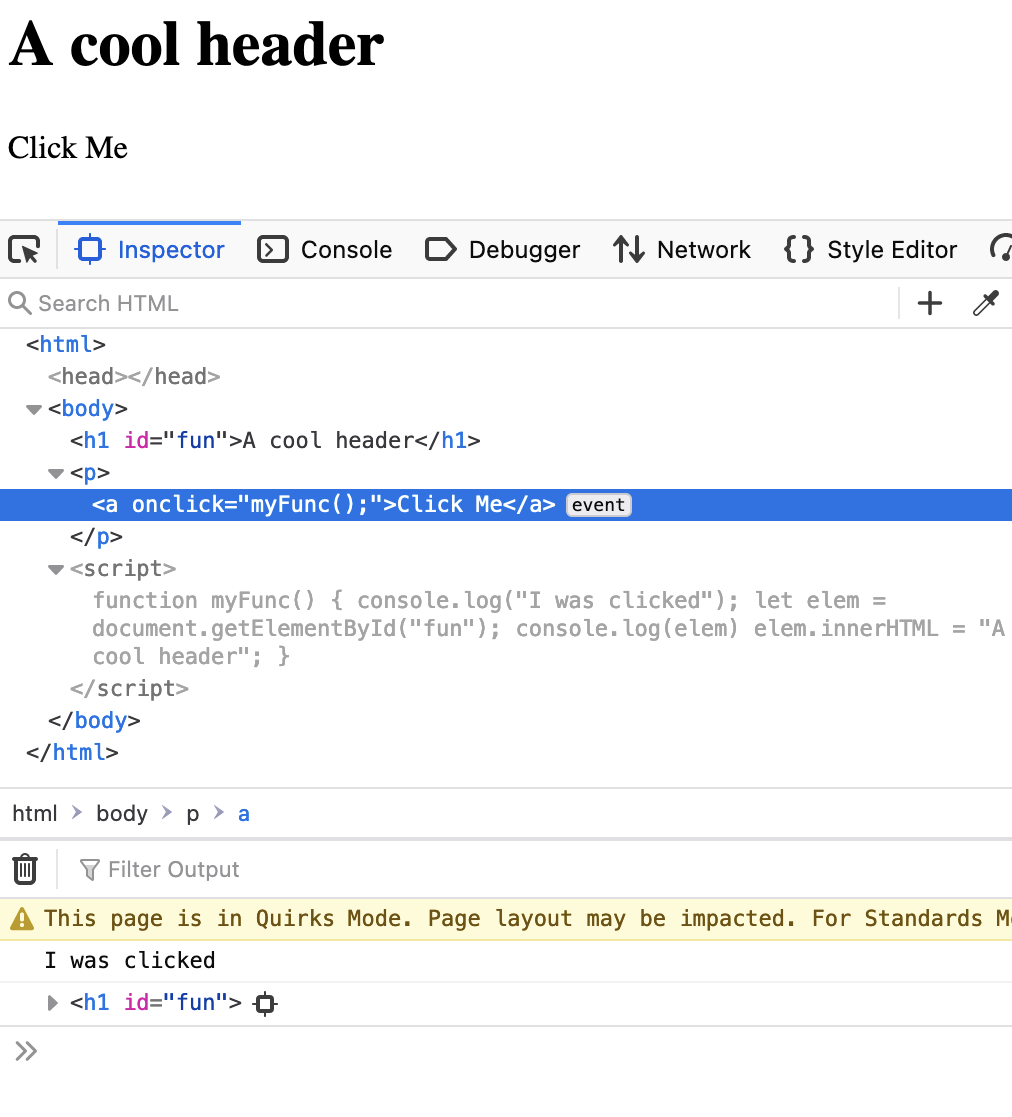 A cool header
Click Me
Inspector Console Debugger Network {} Style Editor
Search HTML +
<html>
<head></head>
<body>
<h1 id="fun">A cool header</h1>
<p>
<a onclick="myFunc();">Click Me</a> event
</p>
<script>
function myFunc() { console.log("I was clicked"); let elem =
document.getElementById("fun"); console.log(elem) elem.innerHTML = "A
cool header"; }
</script>
</body>
</html>
html > body > p > a
Filter Output
This page is in Quirks Mode. Page layout may be impacted. For Standards
I was clicked
<h1 id="fun">
>>